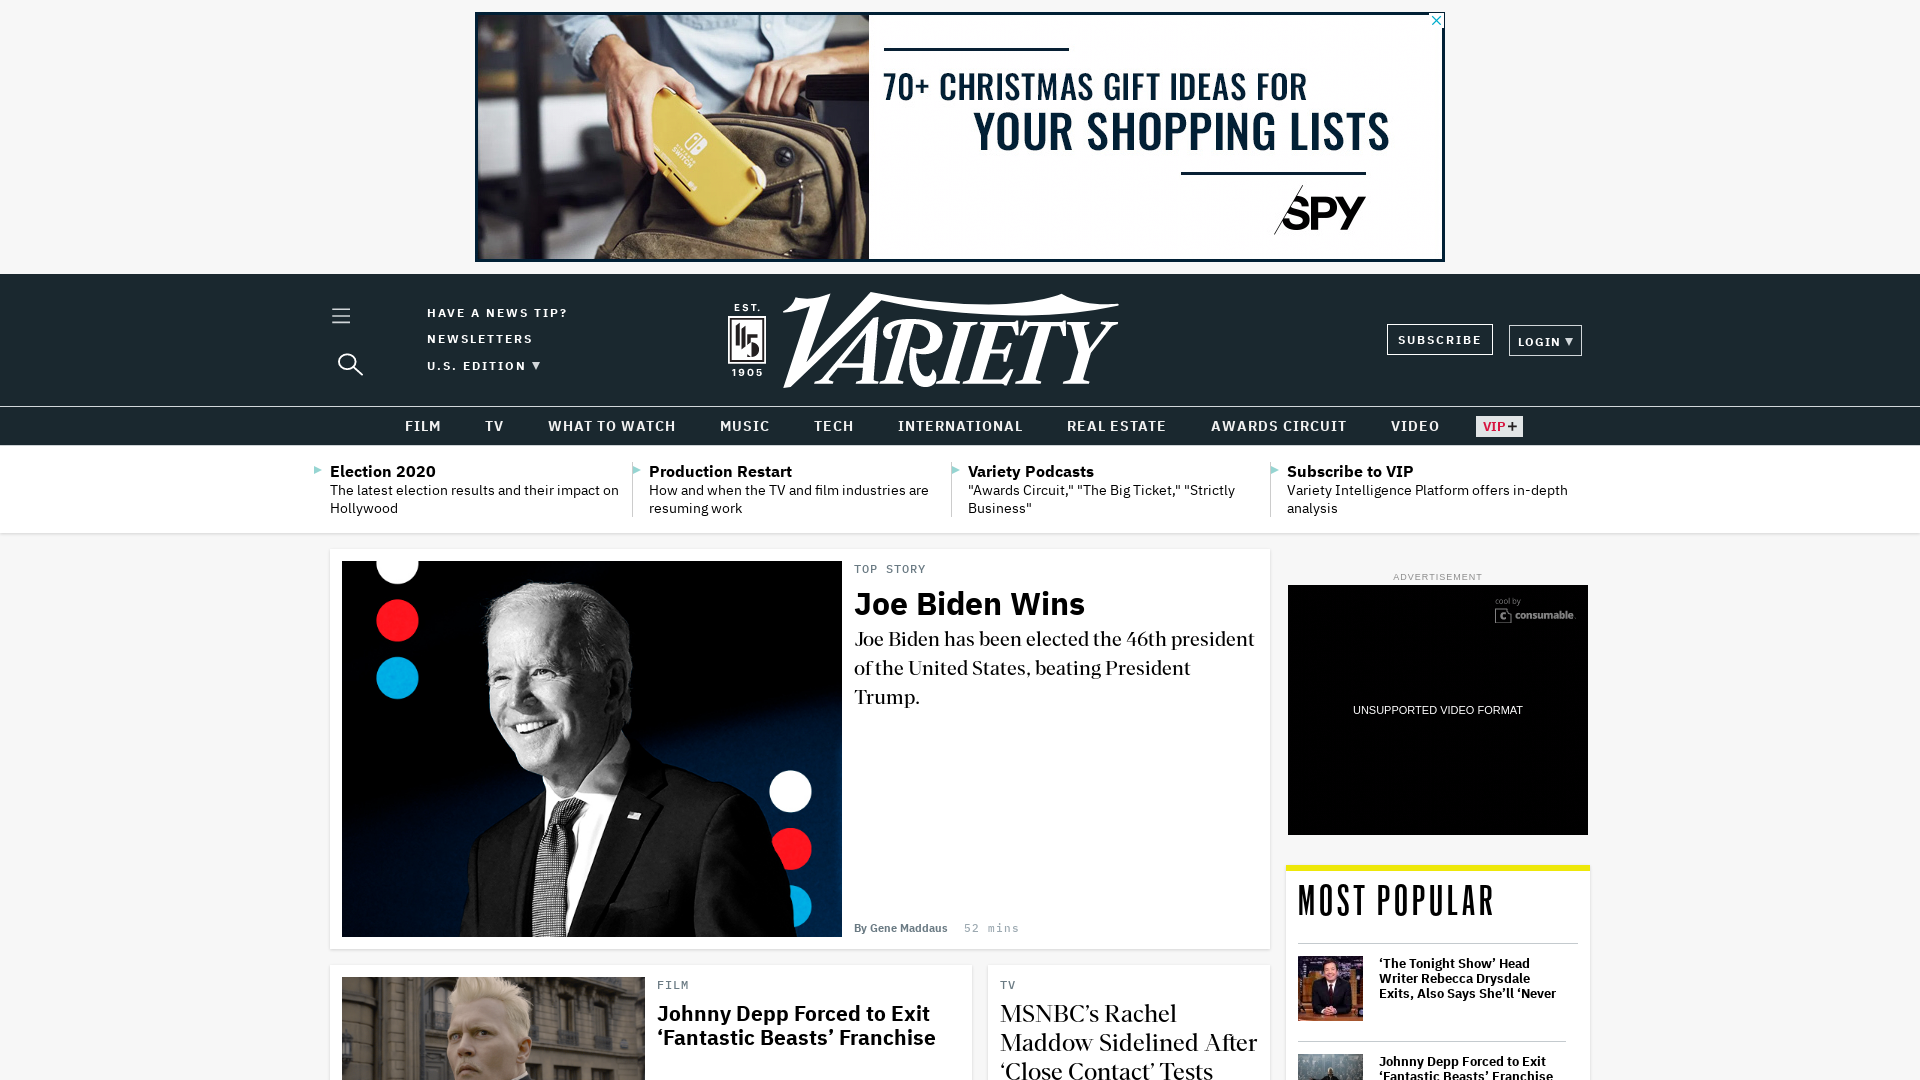 70+ CHRISTMAS GIFT IDEAS FOR
YOUR SHOPPING LISTS
SPY
HAVE A NEWS TIP?
NEWSLETTERS
U.S. EDITION ▼
EST.
115
1905
VARIETY
SUBSCRIBE
LOGIN ▼
FILM
TV
WHAT TO WATCH
MUSIC
TECH
INTERNATIONAL
REAL ESTATE
AWARDS CIRCUIT
VIDEO
VIP+
Election 2020
The latest election results and their impact on
Hollywood
Production Restart
How and when the TV and film industries are
resuming work
Variety Podcasts
"Awards Circuit," "The Big Ticket," "Strictly
Business"
Subscribe to VIP
Variety Intelligence Platform offers in-depth
analysis
TOP STORY
Joe Biden Wins
Joe Biden has been elected the 46th president
of the United States, beating President
Trump.
By Gene Maddaus 52 mins
ADVERTISEMENT
cool by
consumable
UNSUPPORTED VIDEO FORMAT
MOST POPULAR
‘The Tonight Show’ Head
Writer Rebecca Drysdale
Exits, Also Says She’ll ‘Never
Johnny Depp Forced to Exit
‘Fantastic Beasts’ Franchise
FILM
Johnny Depp Forced to Exit
‘Fantastic Beasts’ Franchise
TV
MSNBC’s Rachel
Maddow Sidelined After
‘Close Contact’ Tests